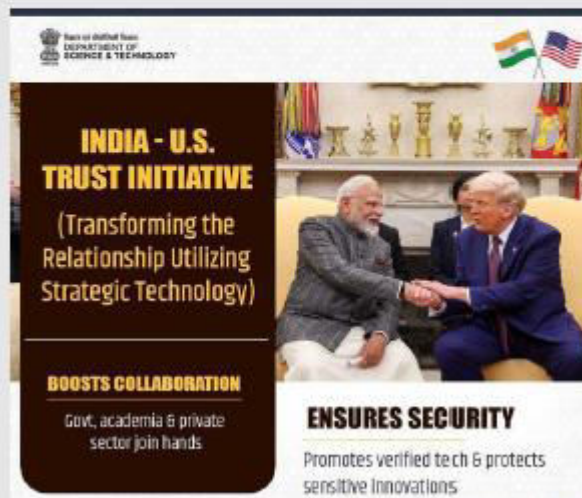 DEPARTMENT OF
SCIENCE & TECHNOLOGY
INDIA - U.S.
TRUST INITIATIVE
(Transforming the
Relationship Utilizing
Strategic Technology)
BOOSTS COLLABORATION
Govt, academia & private
sector join hands
ENSURES SECURITY
Promotes verified tech & protects
sensitive innovations